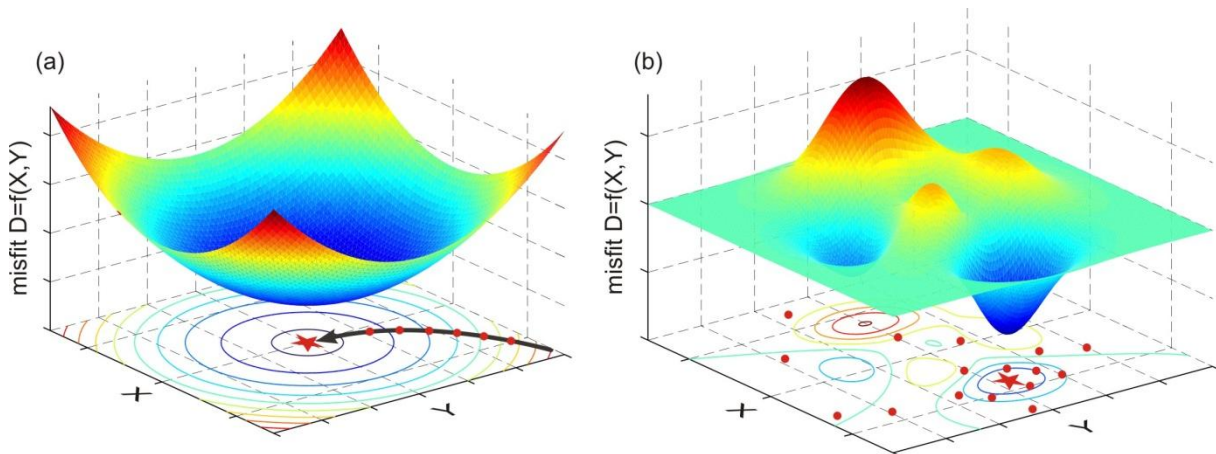 (a)
misfit D=f(X,Y)
X
Y
(b)
misfit D=f(X,Y)
X
Y